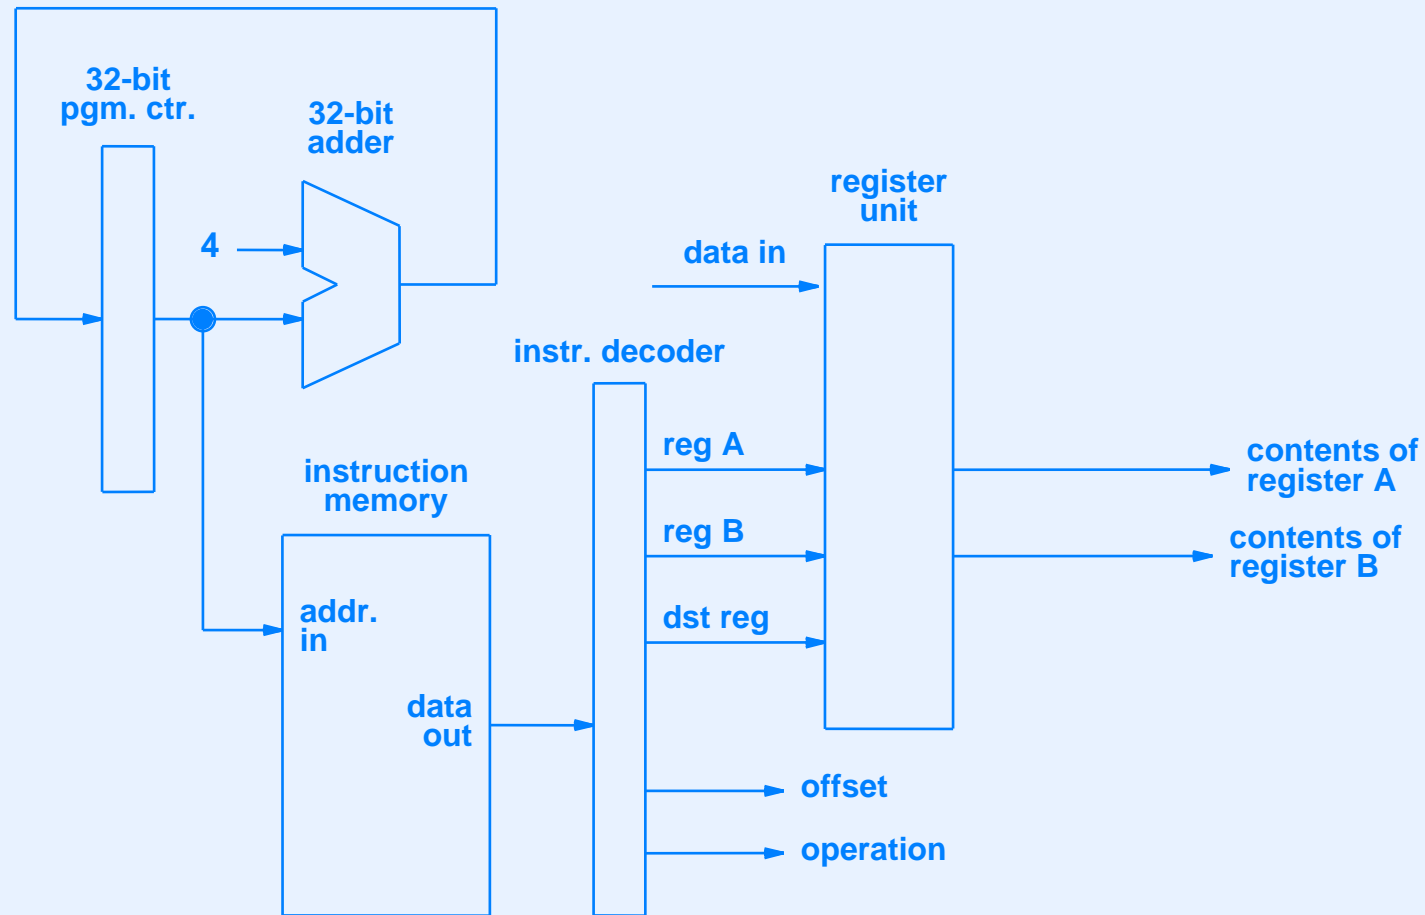 32-bit
pgm. ctr.
32-bit
adder
4
register
unit
data in
instr. decoder
reg A
reg B
dst reg
contents of
register A
contents of
register B
instruction
memory
addr.
in
data
out
offset
operation